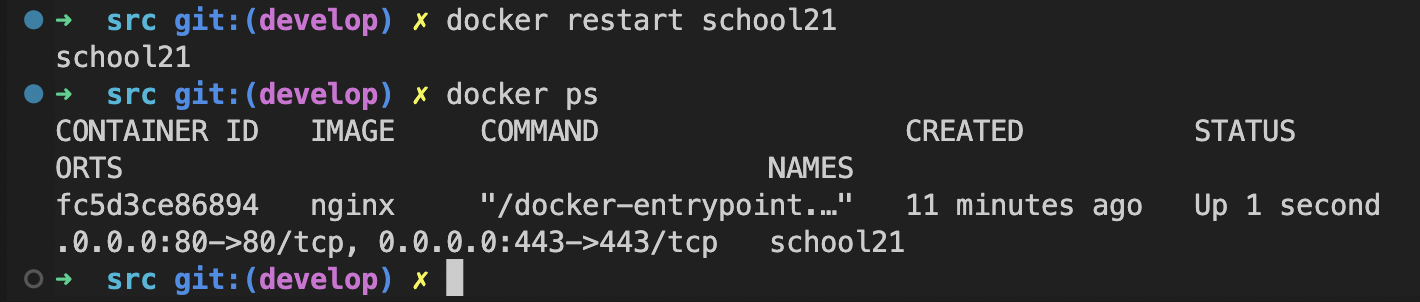 ➜ src git:(develop) ✗ docker restart school21
school21
➜ src git:(develop) ✗ docker ps
CONTAINER ID IMAGE COMMAND CREATED STATUS
ORTS NAMES
fc5d3ce86894 nginx "/docker-entrypoint.…" 11 minutes ago Up 1 second
.0.0.0:80->80/tcp, 0.0.0.0:443->443/tcp school21
➜ src git:(develop) ✗